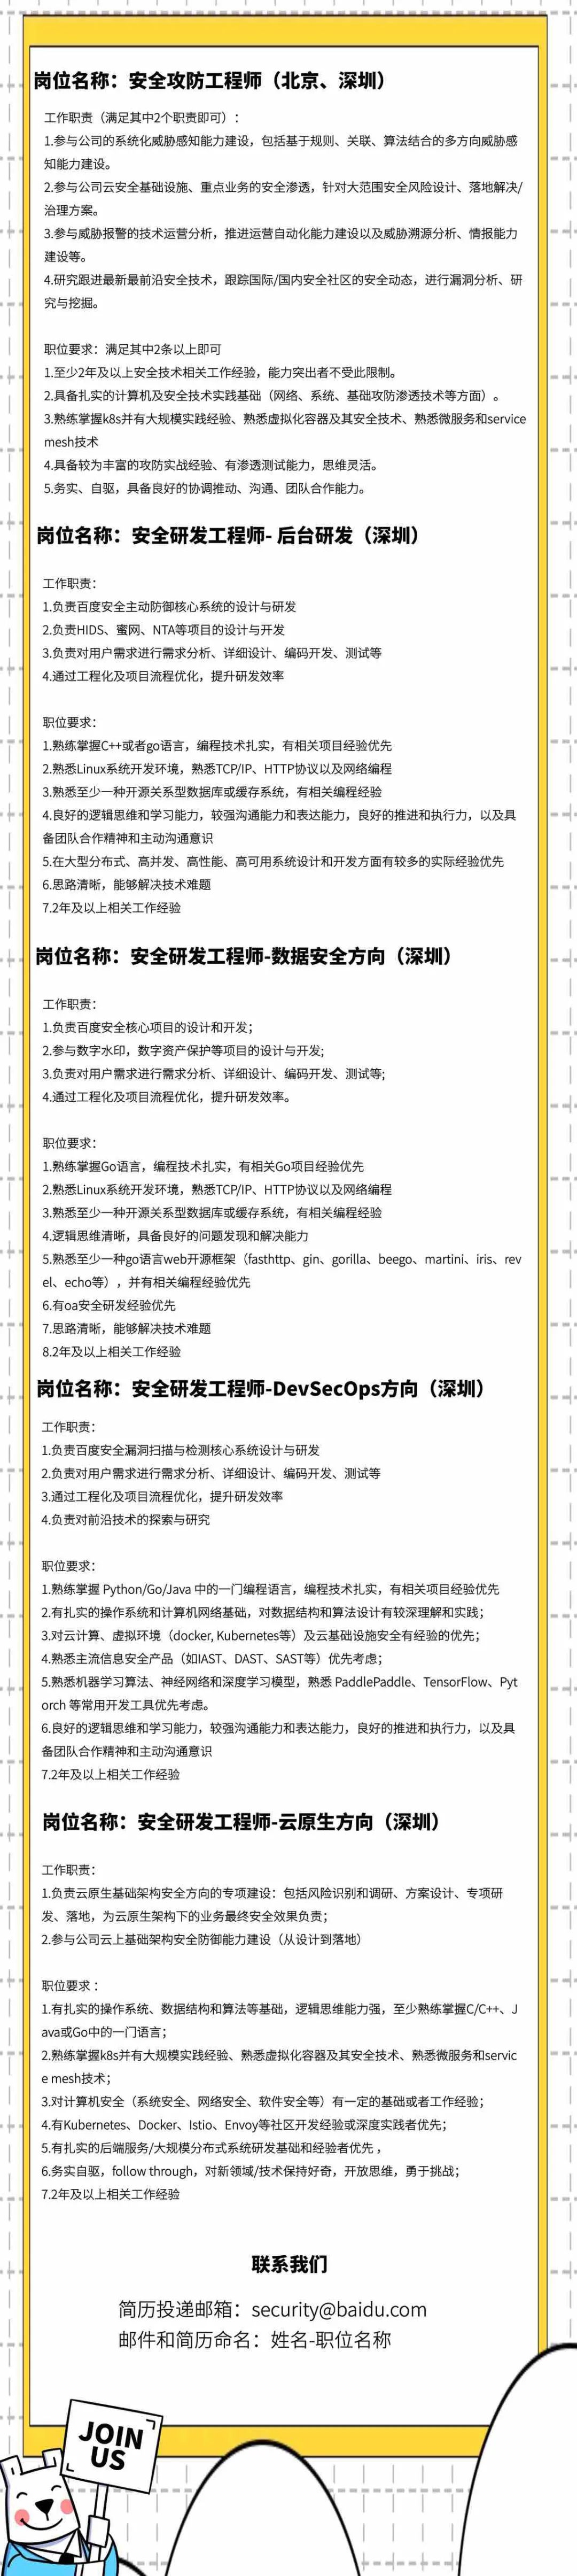 岗位名称：安全攻防工程师（北京、深圳）
工作职责（满足其中2个职责即可）：
1.参与公司的系统化威胁感知能力建设，包括基于规则、关联、算法结合的多方向威胁感
知能力建设。
2.参与公司云安全基础设施、重点业务的安全渗透，针对大范围安全风险设计、落地解决/
治理方案。
3.参与威胁报警的技术运营分析，推进运营自动化能力建设以及威胁溯源分析、情报能力
建设等。
4.研究跟进最新最前沿安全技术，跟踪国际/国内安全社区的安全动态，进行漏洞分析、研
究与挖掘。
职位要求：满足其中2条以上即可
1.至少2年及以上安全技术相关工作经验，能力突出者不受此限制。
2.具备扎实的计算机及安全技术实践基础（网络、系统、基础攻防渗透技术等方面）。
3.熟练掌握k8s并有大规模实践经验、熟悉虚拟化容器及其安全技术、熟悉微服务和service
mesh技术
4.具备较为丰富的攻防实战经验、有渗透测试能力，思维灵活。
5.务实、自驱，具备良好的协调推动、沟通、团队合作能力。
岗位名称：安全研发工程师- 后台研发（深圳）
工作职责：
1.负责百度安全主动防御核心系统的设计与研发
2.负责HIDS、蜜网、NTA等项目的设计与开发
3.负责对用户需求进行需求分析、详细设计、编码开发、测试等
4.通过工程化及项目流程优化，提升研发效率
职位要求：
1.熟练掌握C++或者go语言，编程技术扎实，有相关项目经验优先
2.熟悉Linux系统开发环境，熟悉TCP/IP、HTTP协议以及网络编程
3.熟悉至少一种开源关系型数据库或缓存系统，有相关编程经验
4.良好的逻辑思维和学习能力，较强沟通能力和表达能力，良好的推进和执行力，以及具
备团队合作精神和主动沟通意识
5.在大型分布式、高并发、高性能、高可用系统设计和开发方面有较多的实际经验优先
6.思路清晰，能够解决技术难题
7.2年及以上相关工作经验
岗位名称：安全研发工程师-数据安全方向（深圳）
工作职责：
1.负责百度安全核心项目的设计和开发；
2.参与数字水印，数字资产保护等项目的设计与开发;
3.负责对用户需求进行需求分析、详细设计、编码开发、测试等;
4.通过工程化及项目流程优化，提升研发效率。
职位要求：
1.熟练掌握Go语言，编程技术扎实，有相关Go项目经验优先
2.熟悉Linux系统开发环境，熟悉TCP/IP、HTTP协议以及网络编程
3.熟悉至少一种开源关系型数据库或缓存系统，有相关编程经验
4.逻辑思维清晰，具备良好的问题发现和解决能力
5.熟悉至少一种go语言web开源框架（fasthttp、gin、gorilla、beego、martini、iris、rev
el、echo等），并有相关编程经验优先
6.有oa安全研发经验优先
7.思路清晰，能够解决技术难题
8.2年及以上相关工作经验
岗位名称：安全研发工程师-DevSecOps方向（深圳）
工作职责：
1.负责百度安全漏洞扫描与检测核心系统设计与研发
2.负责对用户需求进行需求分析、详细设计、编码开发、测试等
3.通过工程化及项目流程优化，提升研发效率
4.负责对前沿技术的探索与研究
职位要求：
1.熟练掌握 Python/Go/Java 中的一门编程语言，编程技术扎实，有相关项目经验优先
2.有扎实的操作系统和计算机网络基础，对数据结构和算法设计有较深理解和实践；
3.对云计算、虚拟环境（docker, Kubernetes等）及云基础设施安全有经验的优先；
4.熟悉主流信息安全产品（如IAST、DAST、SAST等）优先考虑；
5.熟悉机器学习算法、神经网络和深度学习模型，熟悉 PaddlePaddle、TensorFlow、Pyt
orch 等常用开发工具优先考虑。
6.良好的逻辑思维和学习能力，较强沟通能力和表达能力，良好的推进和执行力，以及具
备团队合作精神和主动沟通意识
7.2年及以上相关工作经验
岗位名称：安全研发工程师-云原生方向（深圳）
工作职责：
1.负责云原生基础架构安全方向的专项建设：包括风险识别和调研、方案设计、专项研
发、落地，为云原生架构下的业务最终安全效果负责；
2.参与公司云上基础架构安全防御能力建设（从设计到落地）
职位要求 ：
1.有扎实的操作系统、数据结构和算法等基础，逻辑思维能力强，至少熟练掌握C/C++、J
ava或Go中的一门语言；
2.熟练掌握k8s并有大规模实践经验、熟悉虚拟化容器及其安全技术、熟悉微服务和servic
e mesh技术；
3.对计算机安全（系统安全、网络安全、软件安全等）有一定的基础或者工作经验；
4.有Kubernetes、Docker、Istio、Envoy等社区开发经验或深度实践者优先；
5.有扎实的后端服务/大规模分布式系统研发基础和经验者优先 ，
6.务实自驱，follow through，对新领域/技术保持好奇，开放思维，勇于挑战；
7.2年及以上相关工作经验
联系我们
简历投递邮箱：security@baidu.com
邮件和简历命名：姓名-职位名称
JOIN
US